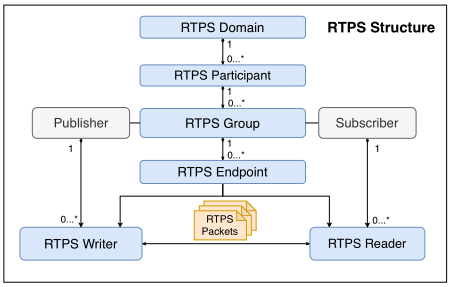 RTPS Structure
RTPS Domain
1
0...*
RTPS Participant
1
0...*
Publisher
RTPS Group
Subscriber
1
0...*
1
1
RTPS Endpoint
0...*
0...*
RTPS
Packets
RTPS Writer
RTPS Reader